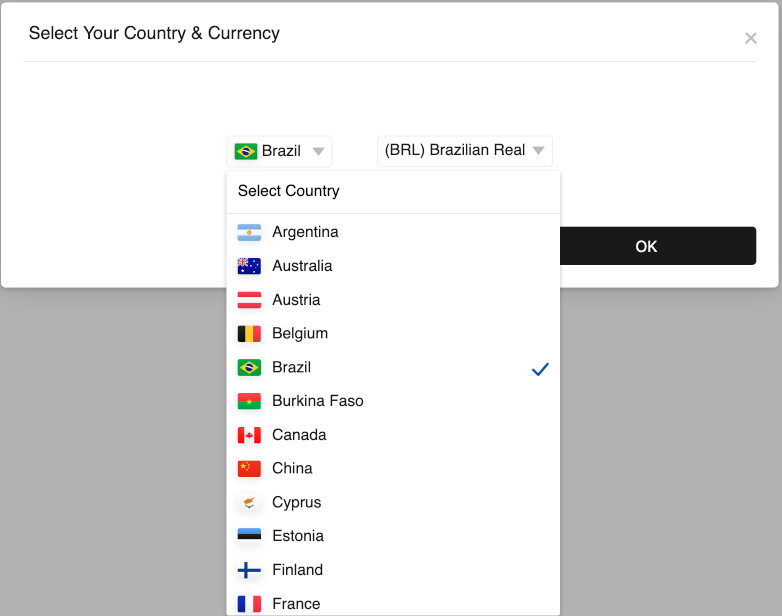 Select Your Country & Currency
Brazil
(BRL) Brazilian Real
Select Country
Argentina
OK
Australia
Austria
Belgium
Brazil
Burkina Faso
Canada
China
Cyprus
Estonia
Finland
France